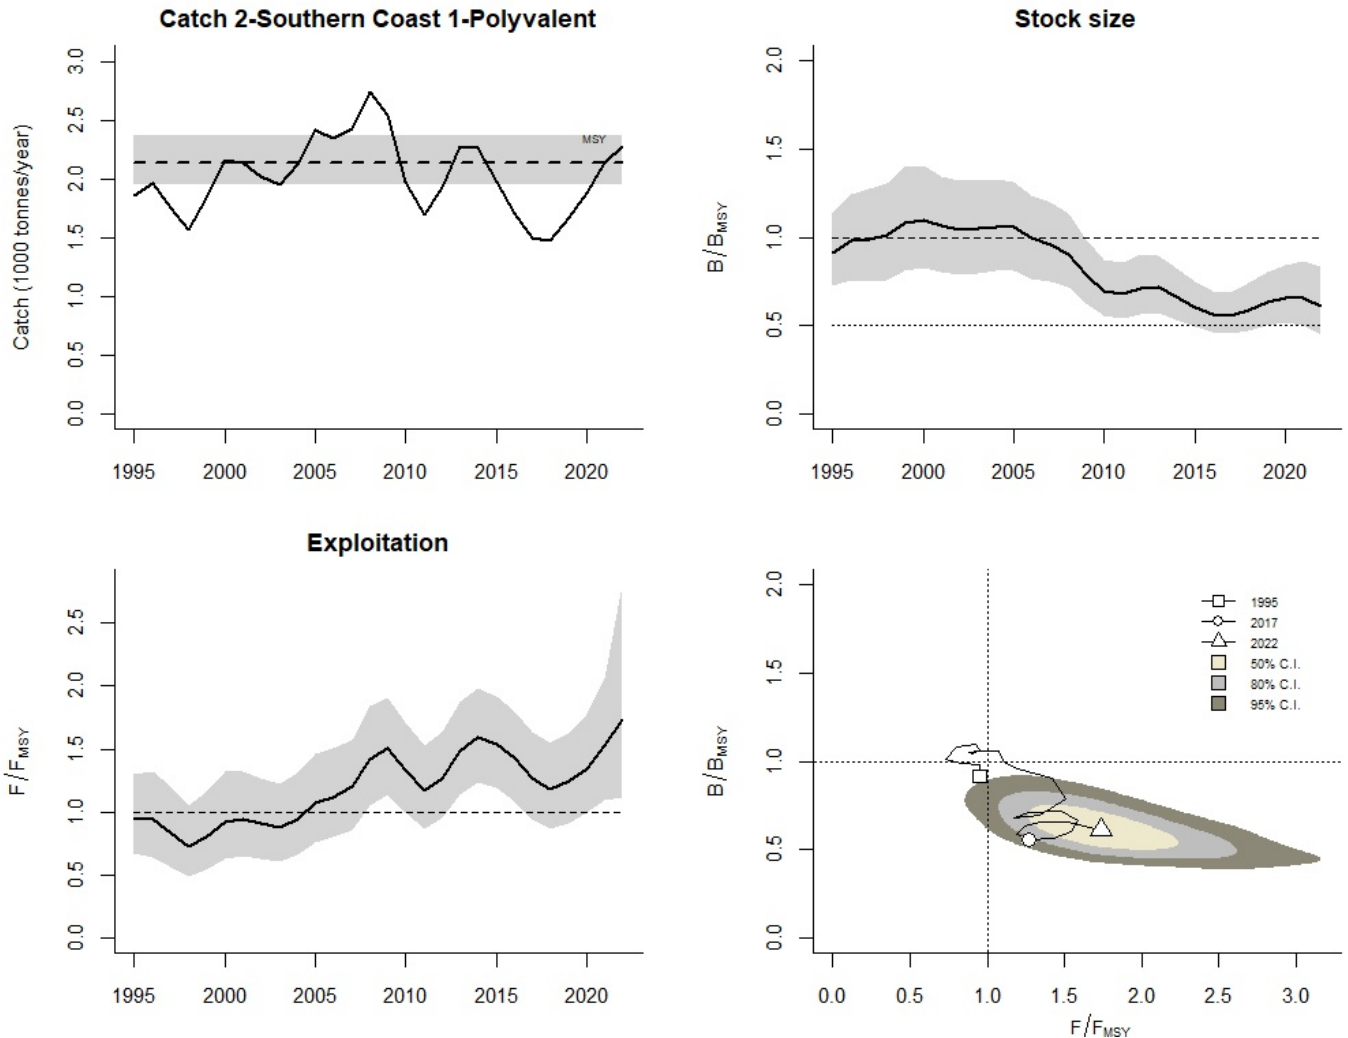 Catch 2-Southern Coast 1-Polyvalent
Catch (1000 tonnes/year)
3.0
2.5
2.0
1.5
1.0
0.5
0.0
MSY
1995 2000 2005 2010 2015 2020
Stock size
B/BMSY
2.0
1.5
1.0
0.5
0.0
1995 2000 2005 2010 2015 2020
Exploitation
F/FMSY
2.5
2.0
1.5
1.0
0.5
0.0
1995 2000 2005 2010 2015 2020
B/BMSY
2.0
1.5
1.0
0.5
0.0
1995
2017
2022
50% C.I.
80% C.I.
95% C.I.
0.0 0.5 1.0 1.5 2.0 2.5 3.0
F/FMSY